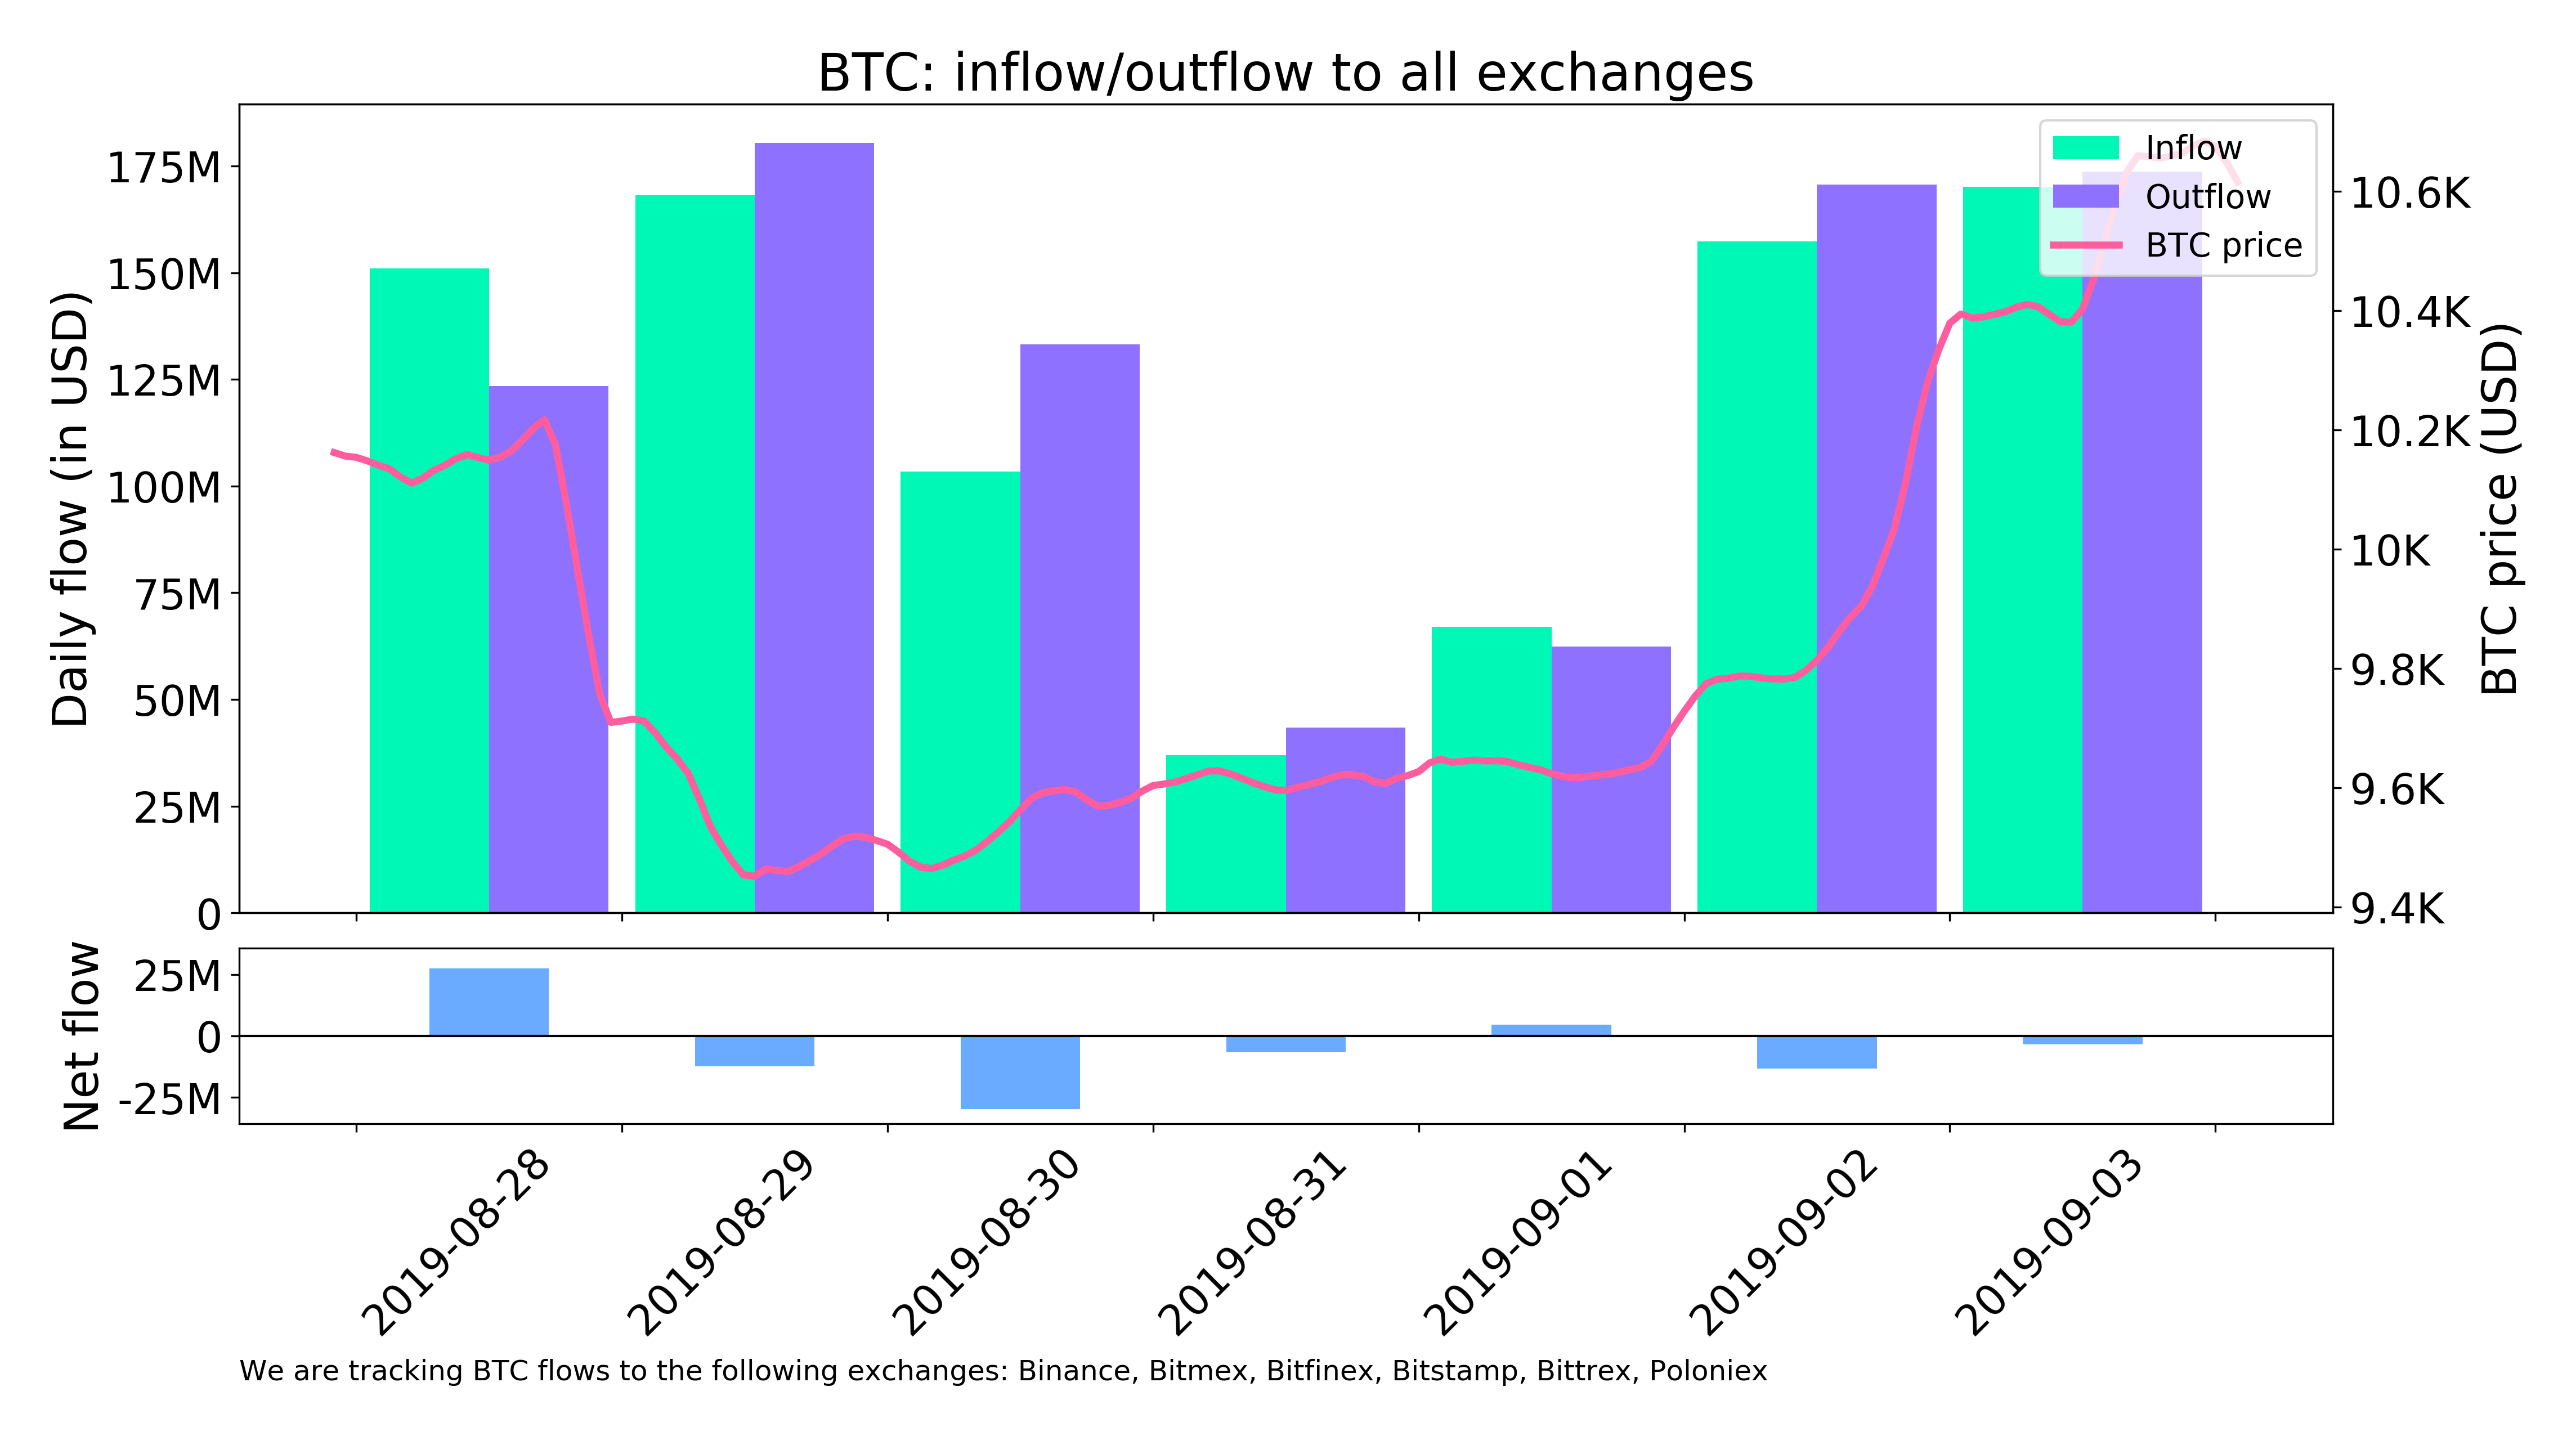 BTC: inflow/outflow to all exchanges
Daily flow (in USD)
175M
150M
125M
100M
75M
50M
25M
0
Inflow
Outflow
BTC price
10.6K
10.4K
10.2K
10K
9.8K
9.6K
9.4K
BTC price (USD)
Net flow
25M
0
-25M
2019-08-28
2019-08-29
2019-08-30
2019-08-31
2019-09-01
2019-09-02
2019-09-03
We are tracking BTC flows to the following exchanges: Binance, Bitmex, Bitfinex, Bitstamp, Bittrex, Poloniex